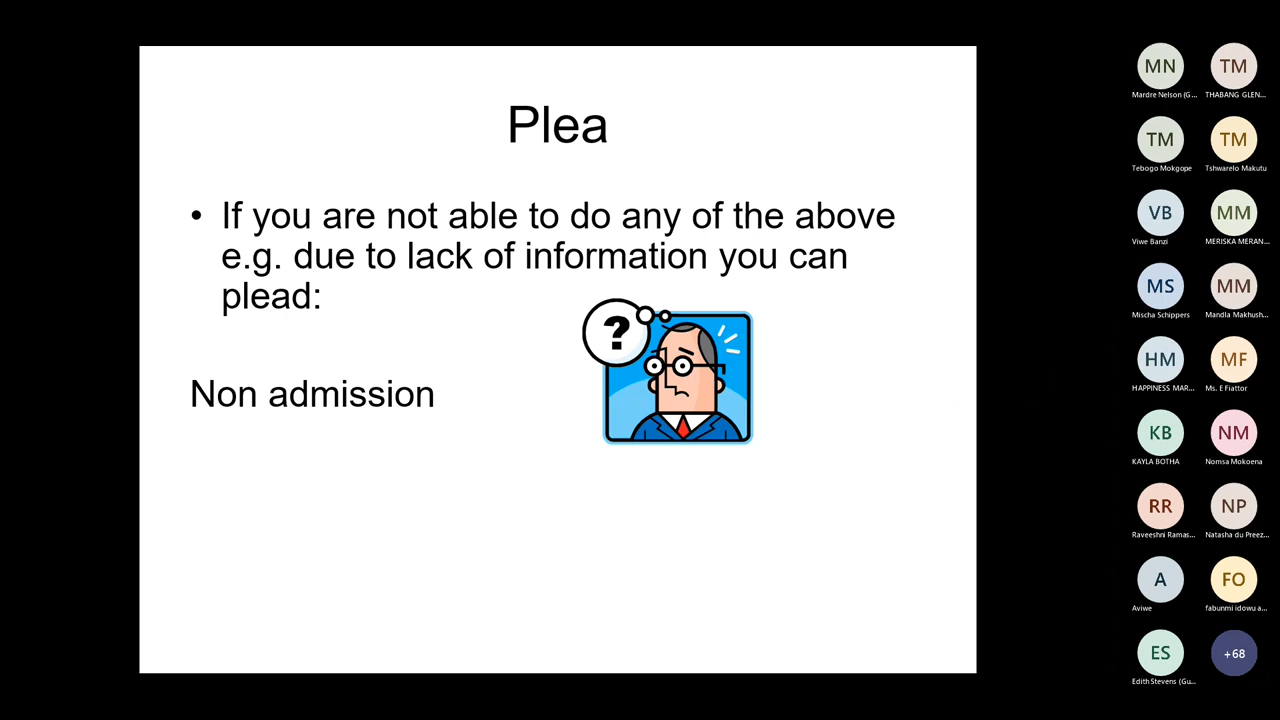 Plea
• If you are not able to do any of the above
e.g. due to lack of information you can
plead:
?
Non admission
MN
TM
Mardre Nelson (G...
THABANG GLEN...
TM
TM
Tebogo Mokgope
Tshwarelo Makutu
VB
MM
Viwe Banzi
MERISKA MERAN...
MS
MM
Mischa Schippers
Mandla Makhush...
HM
MF
HAPPINESS MAR...
Ms. E Fiattor
KB
NM
KAYLA BOTHA
Nomsa Mokoena
RR
NP
Raveeshni Ramas...
Natasha du Preez...
A
FO
Aviwe
fabunmi idowu a...
ES
+68
Edith Stevens (Gu...